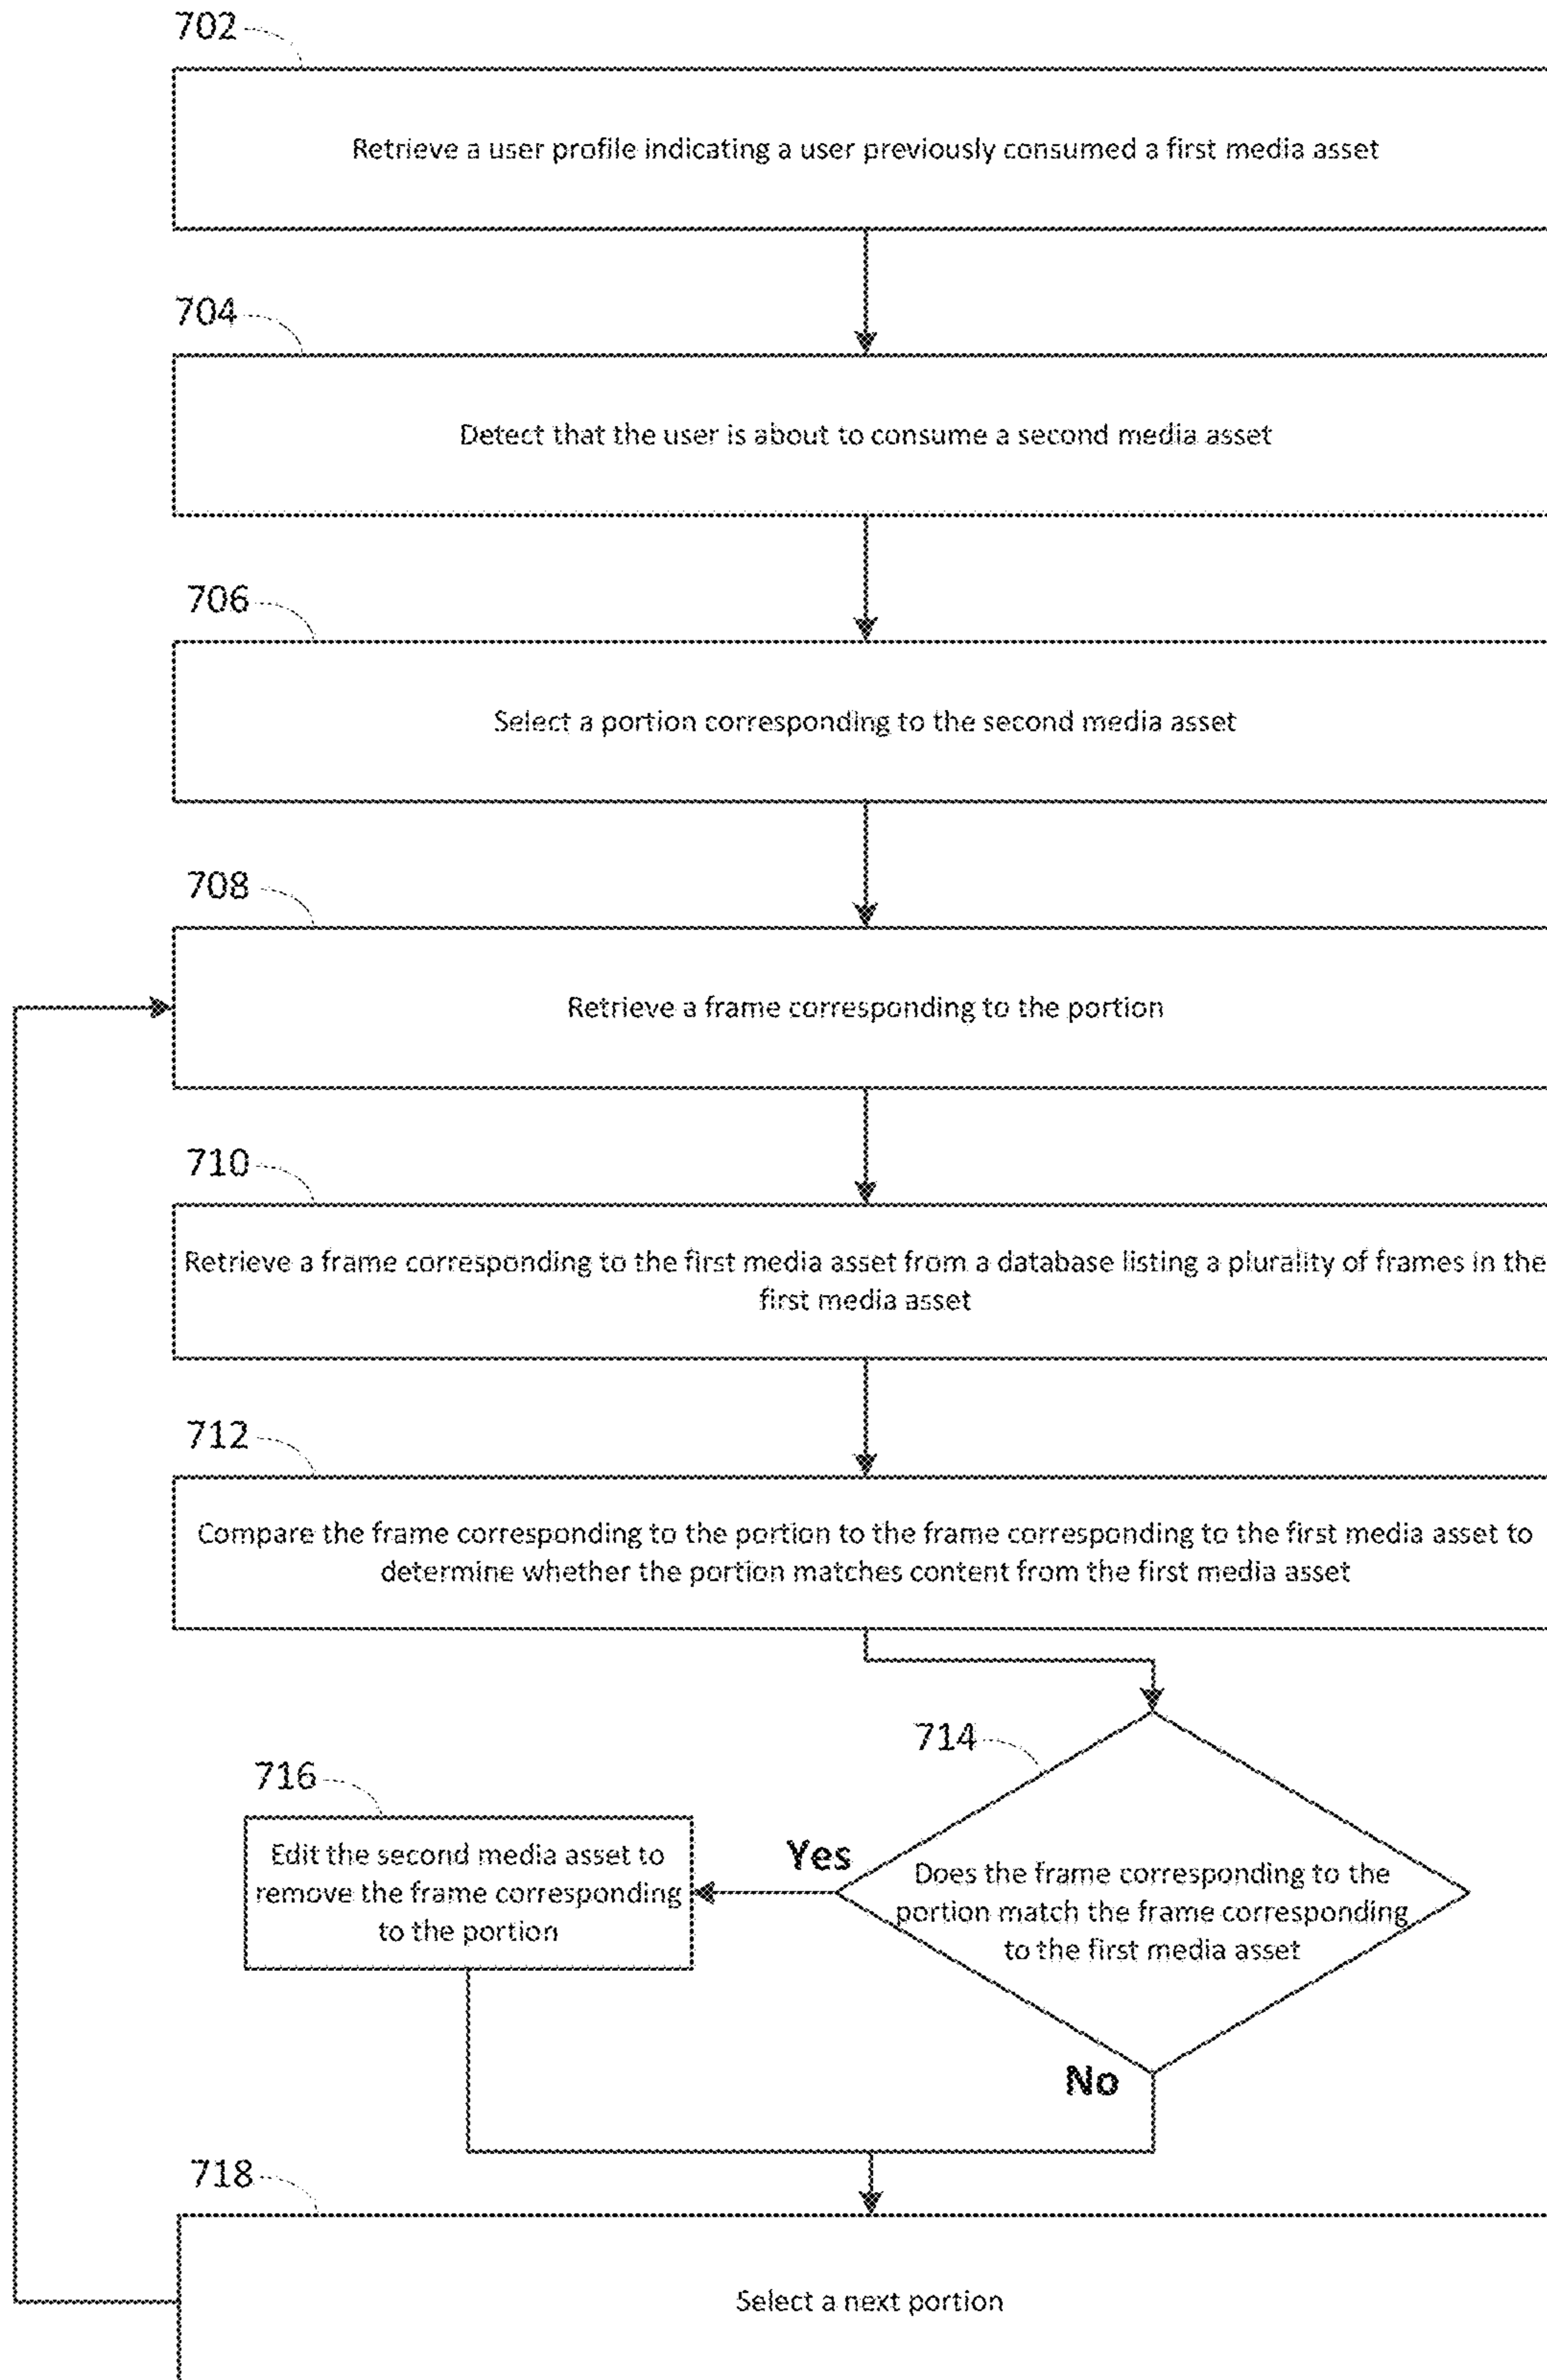 702
Retrieve a user profile indicating a user previously consumed a first media asset
704
Detect that the user is about to consume a second media asset
706
Select a portion corresponding to the second media asset
708
Retrieve a frame corresponding to the portion
710
Retrieve a frame corresponding to the first media asset from a database listing a plurality of frames in the
first media asset
712
Compare the frame corresponding to the portion to the frame corresponding to the first media asset to
determine whether the portion matches content from the first media asset
714
Does the frame corresponding to the
portion match the frame corresponding
to the first media asset
Yes
716
Edit the second media asset to
remove the frame corresponding
to the portion
No
718
Select a next portion